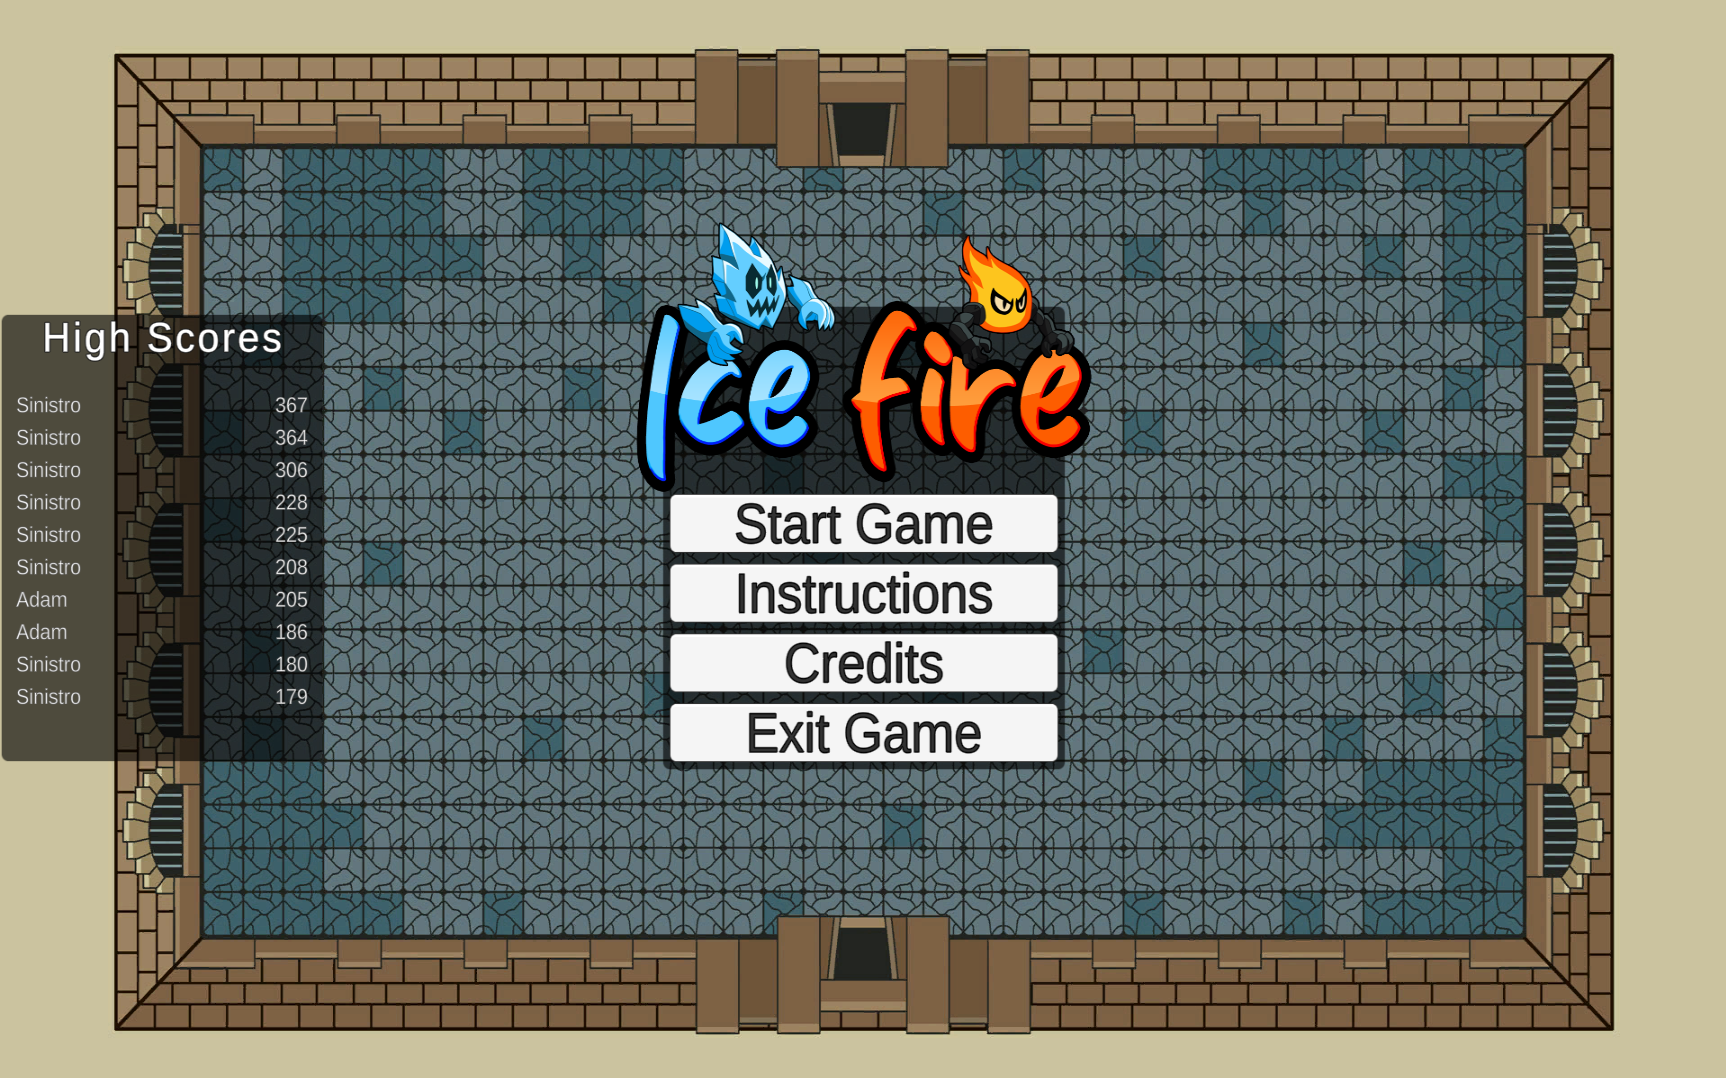 High Scores
Sinistro 367
Sinistro 364
Sinistro 306
Sinistro 228
Sinistro 225
Sinistro 208
Adam 205
Adam 186
Sinistro 180
Sinistro 179
Ice fire
Start Game
Instructions
Credits
Exit Game